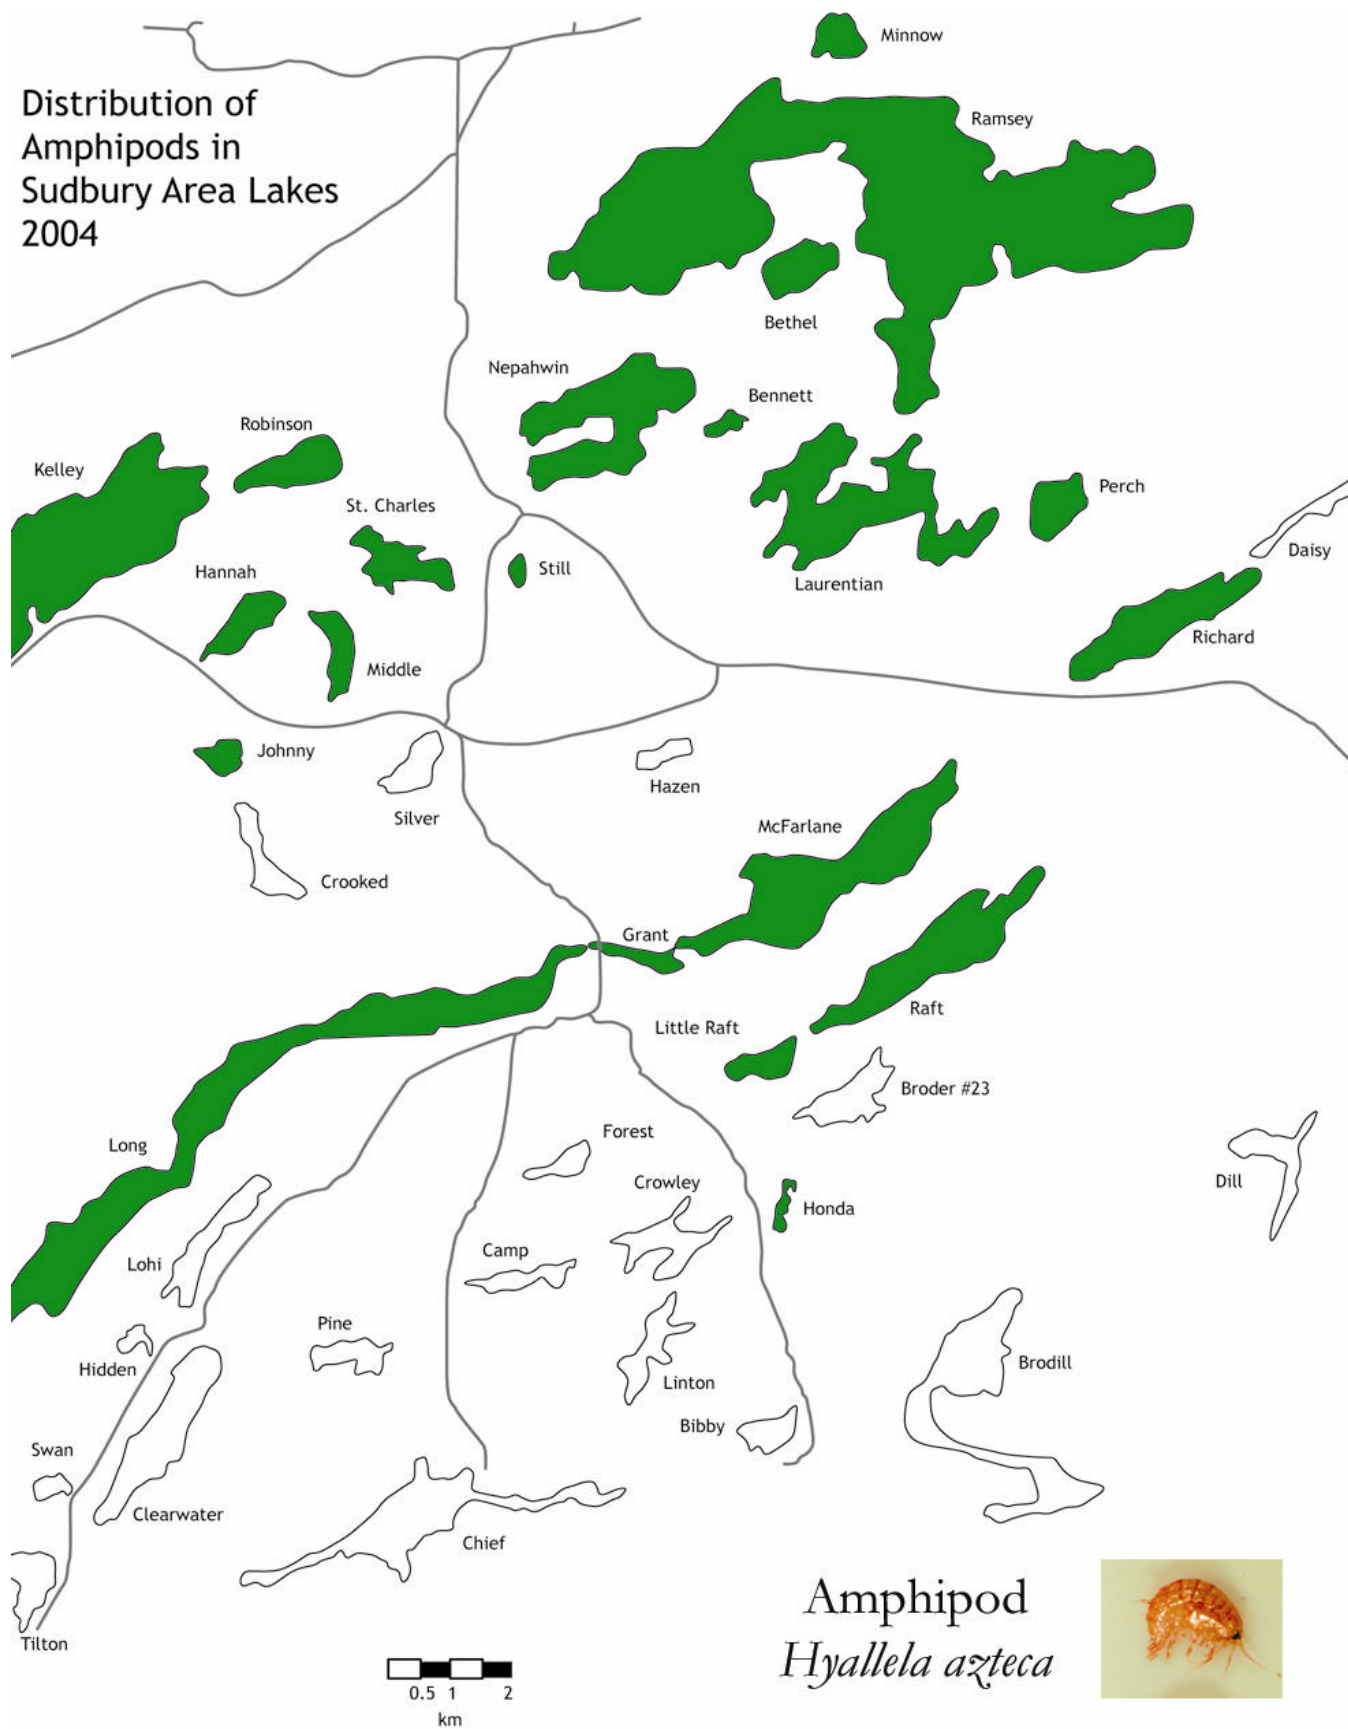 Distribution of
Amphipods in
Sudbury Area Lakes
2004
Minnow
Ramsey
Bethel
Nepahwin
Bennett
Robinson
Kelley
St. Charles
Perch
Daisy
Hannah
Still
Laurentian
Richard
Middle
Johnny
Hazen
Silver
McFarlane
Crooked
Grant
Raft
Little Raft
Broder #23
Forest
Long
Crowley
Dill
Honda
Camp
Lohi
Pine
Hidden
Brodill
Linton
Bibby
Swan
Clearwater
Chief
Amphipod
Hyallela azteca
Tilton
0.5 1 2
km